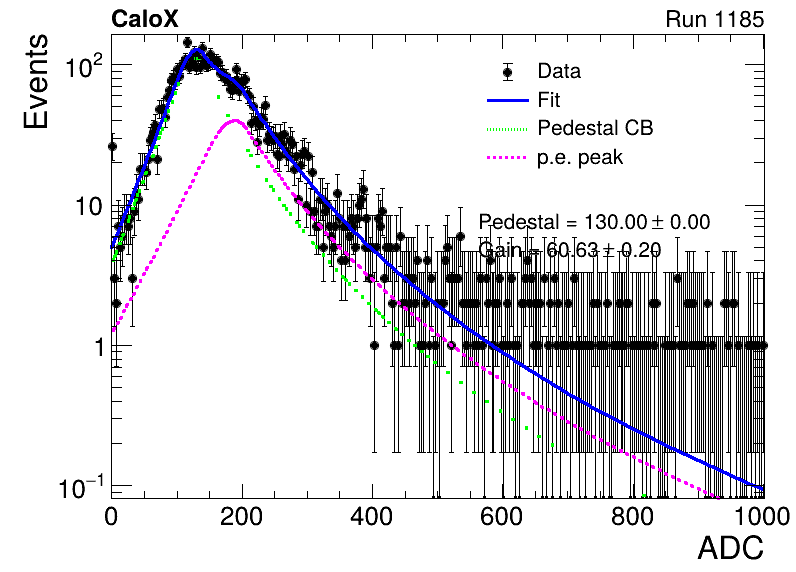 CaloX Run 1185
Events
Data
Fit
Pedestal CB
p.e. peak
Pedestal = 130.00 ± 0.00
Gain = 60.63 ± 0.20
10²
10
1
10⁻¹
0 200 400 600 800 1000
ADC